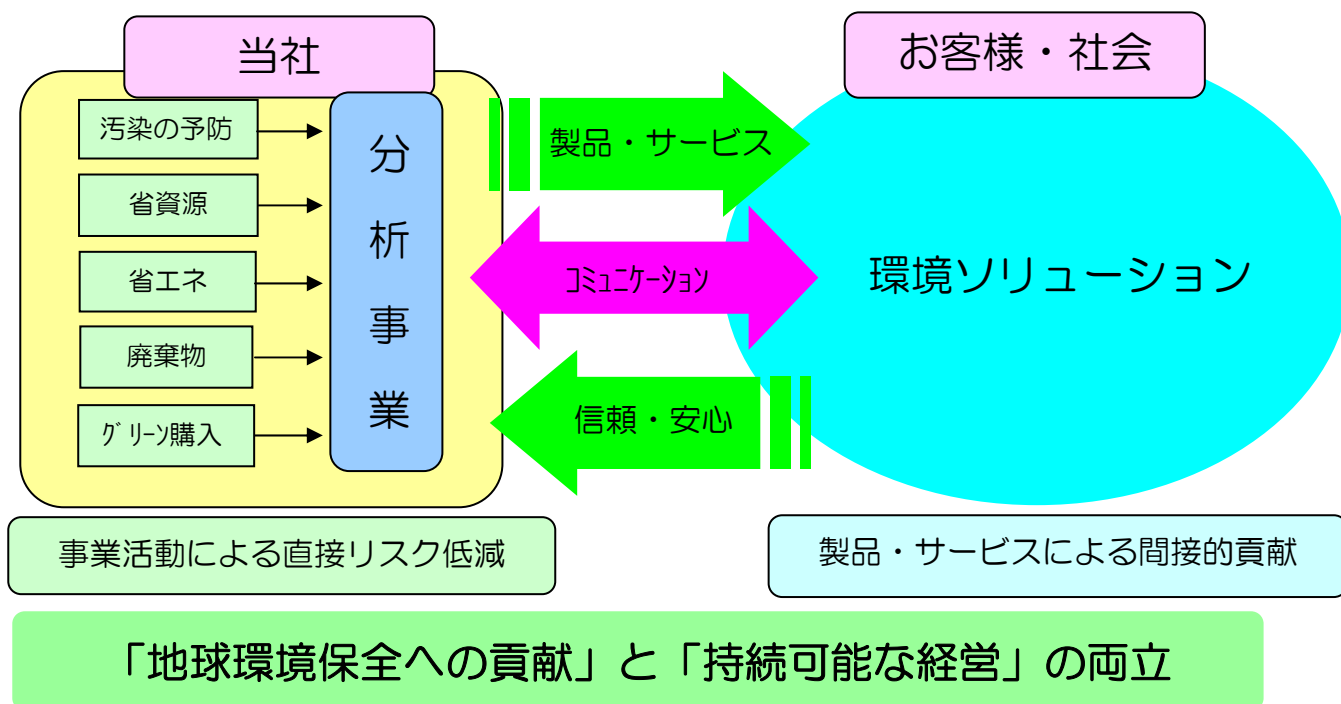 当社
お客様・社会
汚染の予防
省資源
省エネ
廃棄物
グリーン購入
分析事業
製品・サービス
コミュニケーション
信頼・安心
環境ソリューション
事業活動による直接リスク低減
製品・サービスによる間接的貢献
「地球環境保全への貢献」と「持続可能な経営」の両立